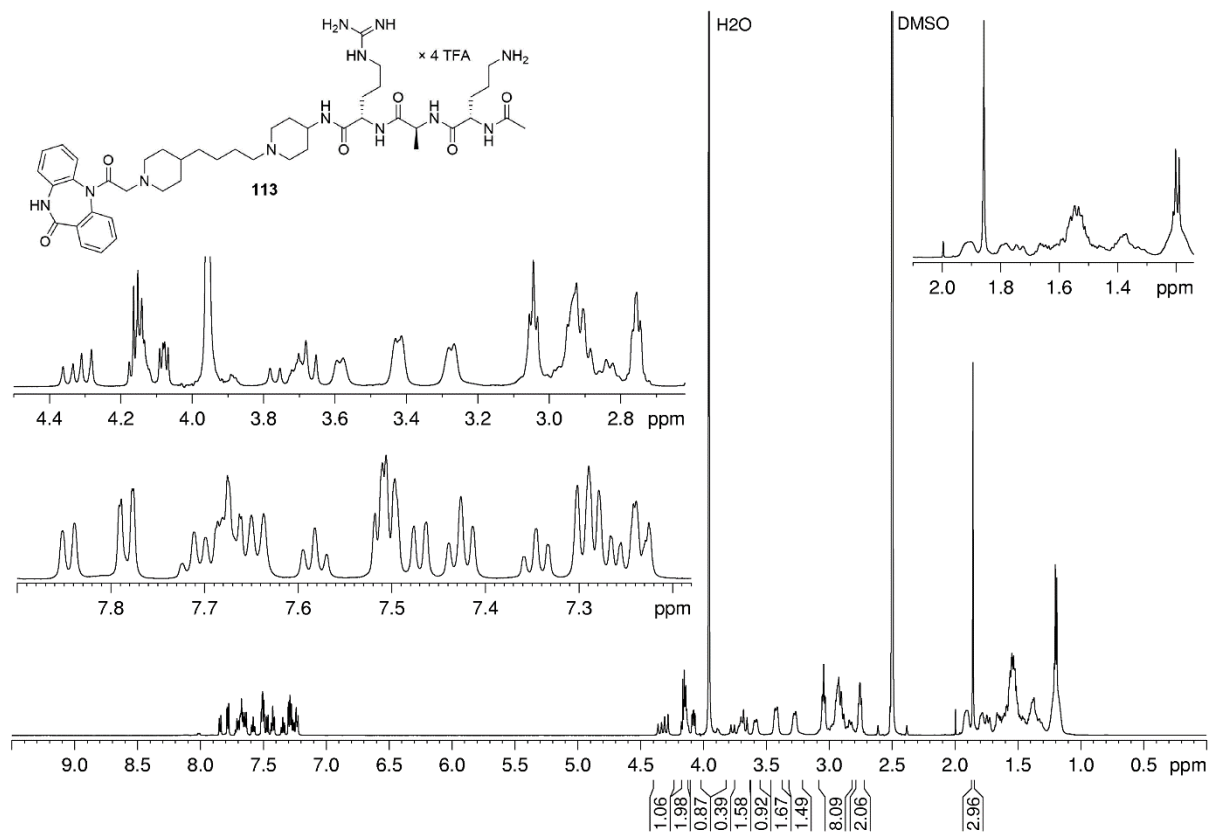 H2O
DMSO
H2N
NH
HN
× 4 TFA
NH2
H
N
O
N
H
O
H
N
O
N
H
O
N
N
O
N
HN
O
113
2.0 1.8 1.6 1.4 ppm
4.4 4.2 4.0 3.8 3.6 3.4 3.2 3.0 2.8 ppm
7.8 7.7 7.6 7.5 7.4 7.3 ppm
9.0 8.5 8.0 7.5 7.0 6.5 6.0 5.5 5.0 4.5 4.0 3.5 3.0 2.5 2.0 1.5 1.0 0.5 ppm
1.06 1.98 0.87 0.39 1.58 0.92 1.67 1.49 8.09 2.06 2.96